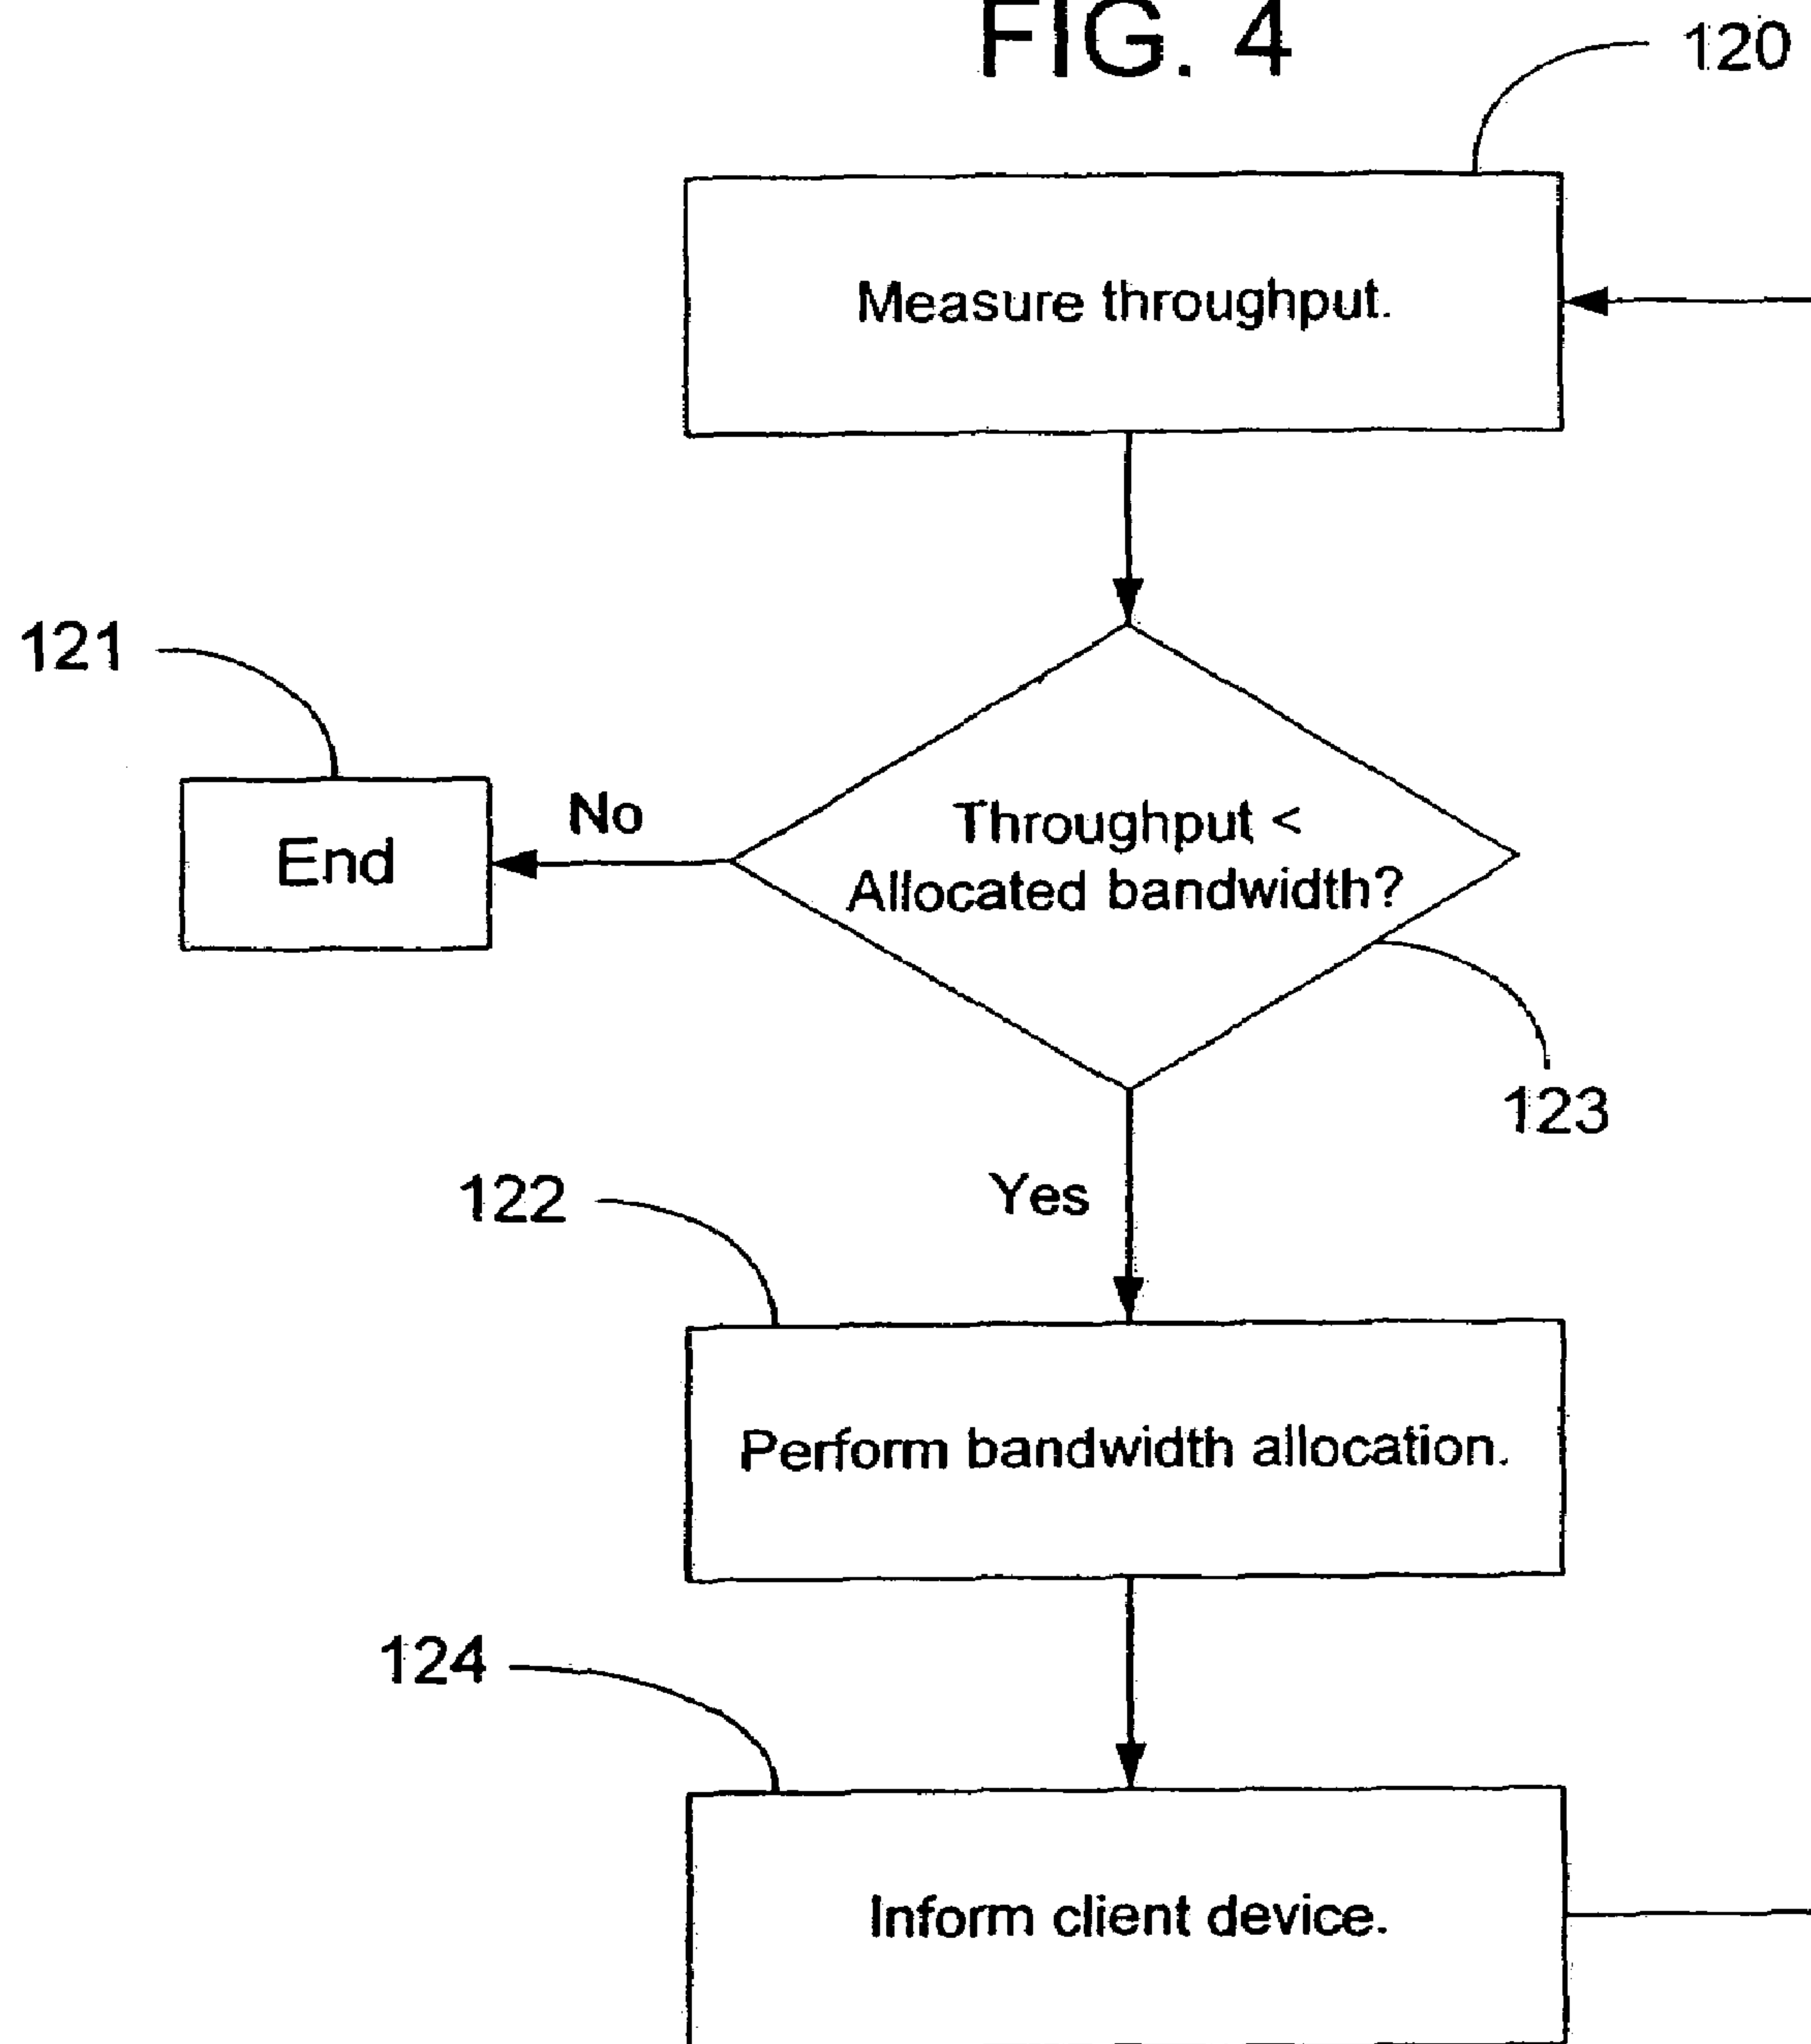 FIG. 4
120
Measure throughput.
121
No
End
Throughput <
Allocated bandwidth?
123
Yes
122
Perform bandwidth allocation.
124
Inform client device.